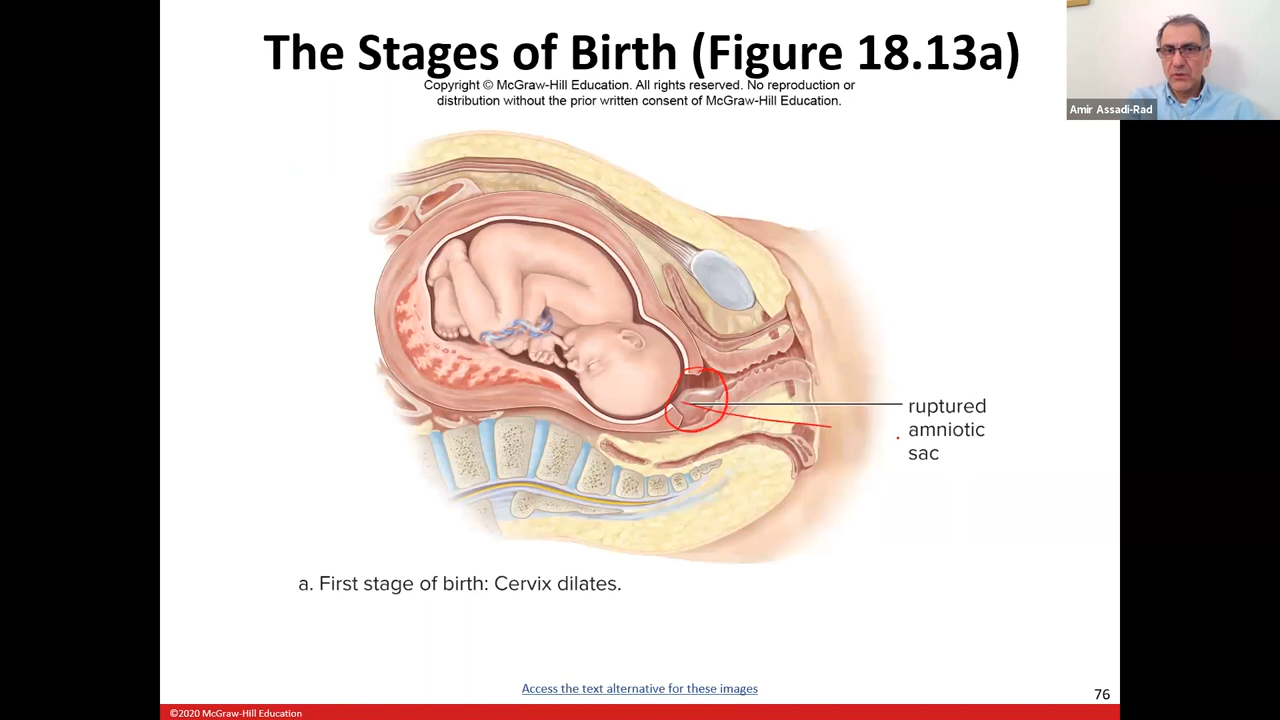 The Stages of Birth (Figure 18.13a)
Copyright © McGraw-Hill Education. All rights reserved. No reproduction or
distribution without the prior written consent of McGraw-Hill Education.
Amir Assadi-Rad
ruptured
amniotic
sac
a. First stage of birth: Cervix dilates.
Access the text alternative for these images
76
©2020 McGraw-Hill Education